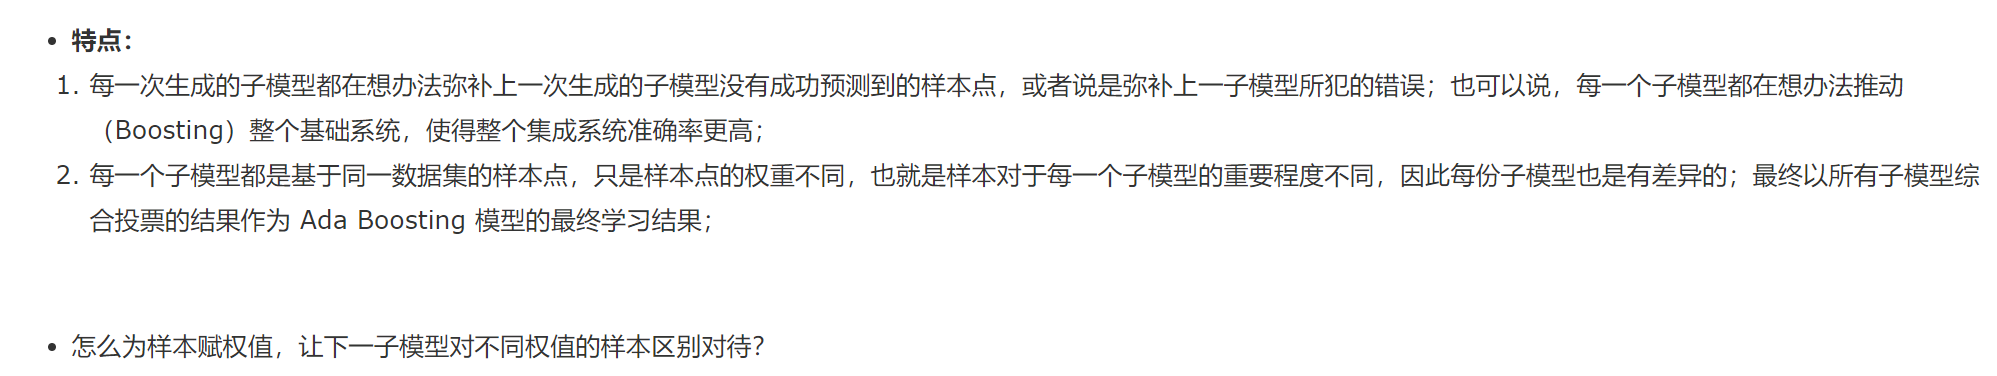 • 特点：
1. 每一次生成的子模型都在想办法弥补上一次生成的子模型没有成功预测到的样本点，或者说是弥补上一子模型所犯的错误；也可以说，每一个子模型都在想办法推动
（Boosting）整个基础系统，使得整个集成系统准确率更高；
2. 每一个子模型都是基于同一数据集的样本点，只是样本点的权重不同，也就是样本对于每一个子模型的重要程度不同，因此每份子模型也是有差异的；最终以所有子模型综
合投票的结果作为 Ada Boosting 模型的最终学习结果；
• 怎么为样本赋权值，让下一子模型对不同权值的样本区别对待？